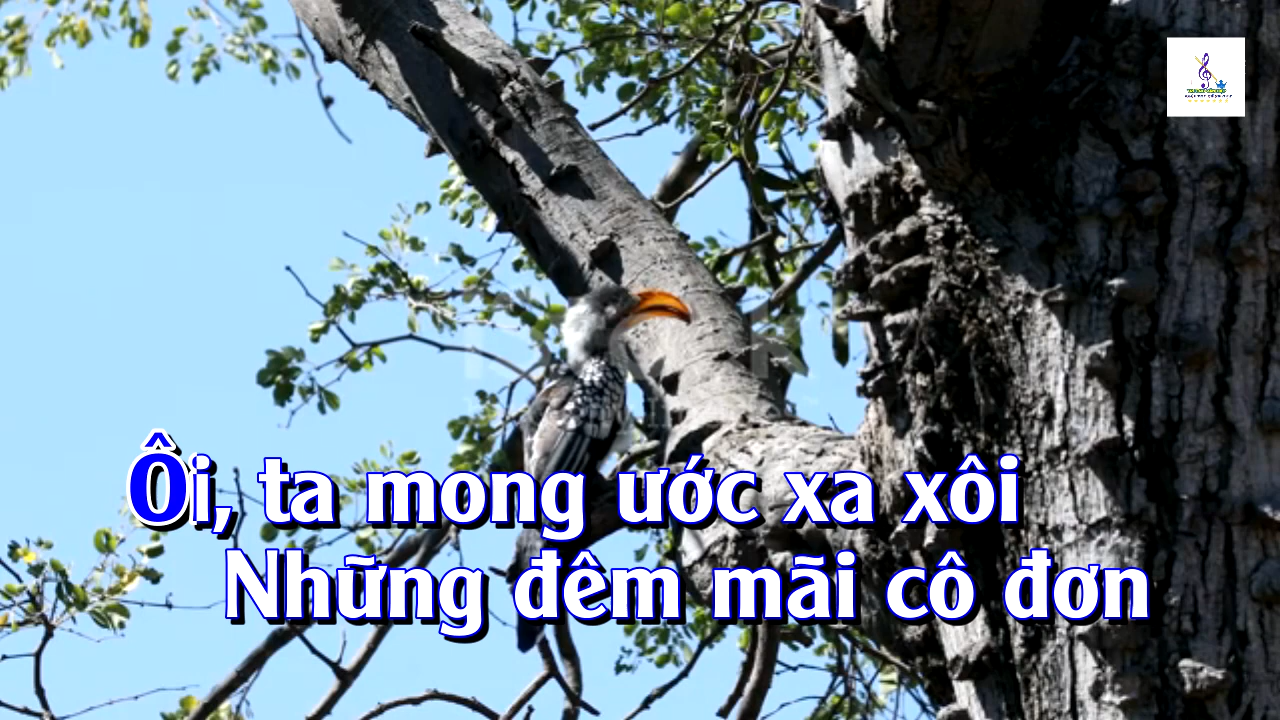 Ôi, ta mong ước xa xôi
Những đêm mãi cô đơn